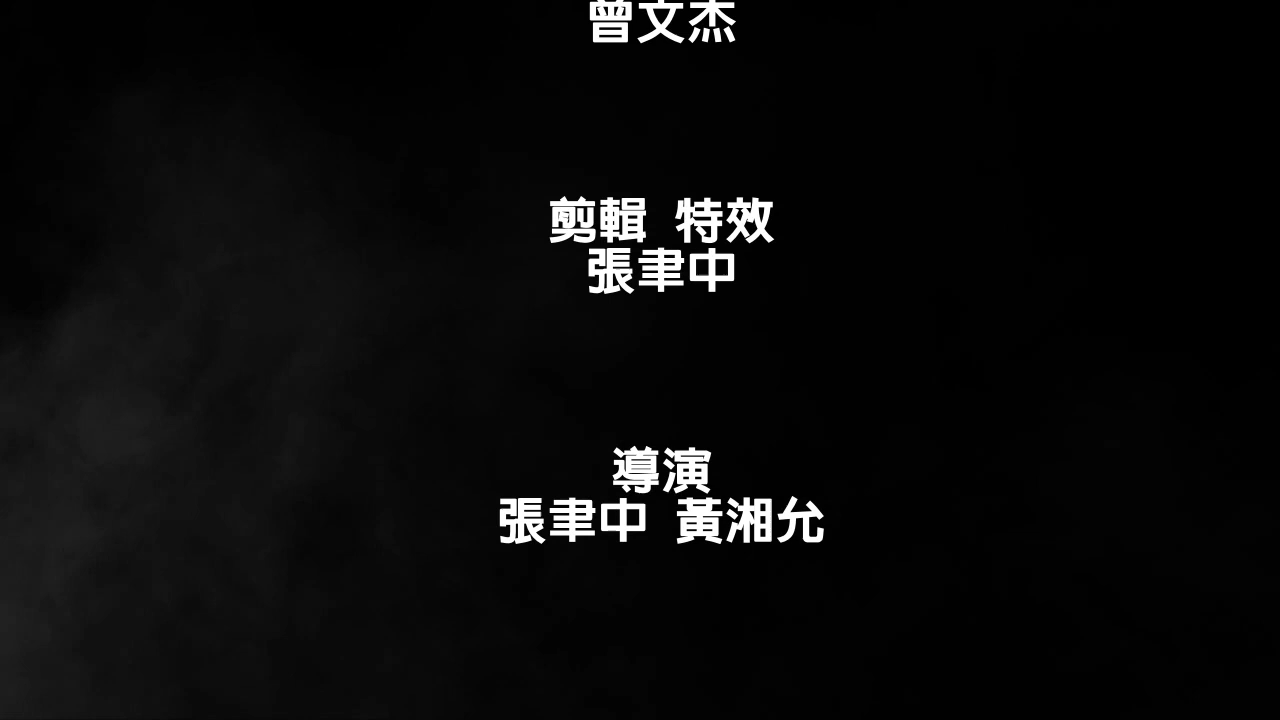 曾文杰
剪輯 特效
張聿中
導演
張聿中 黃湘允